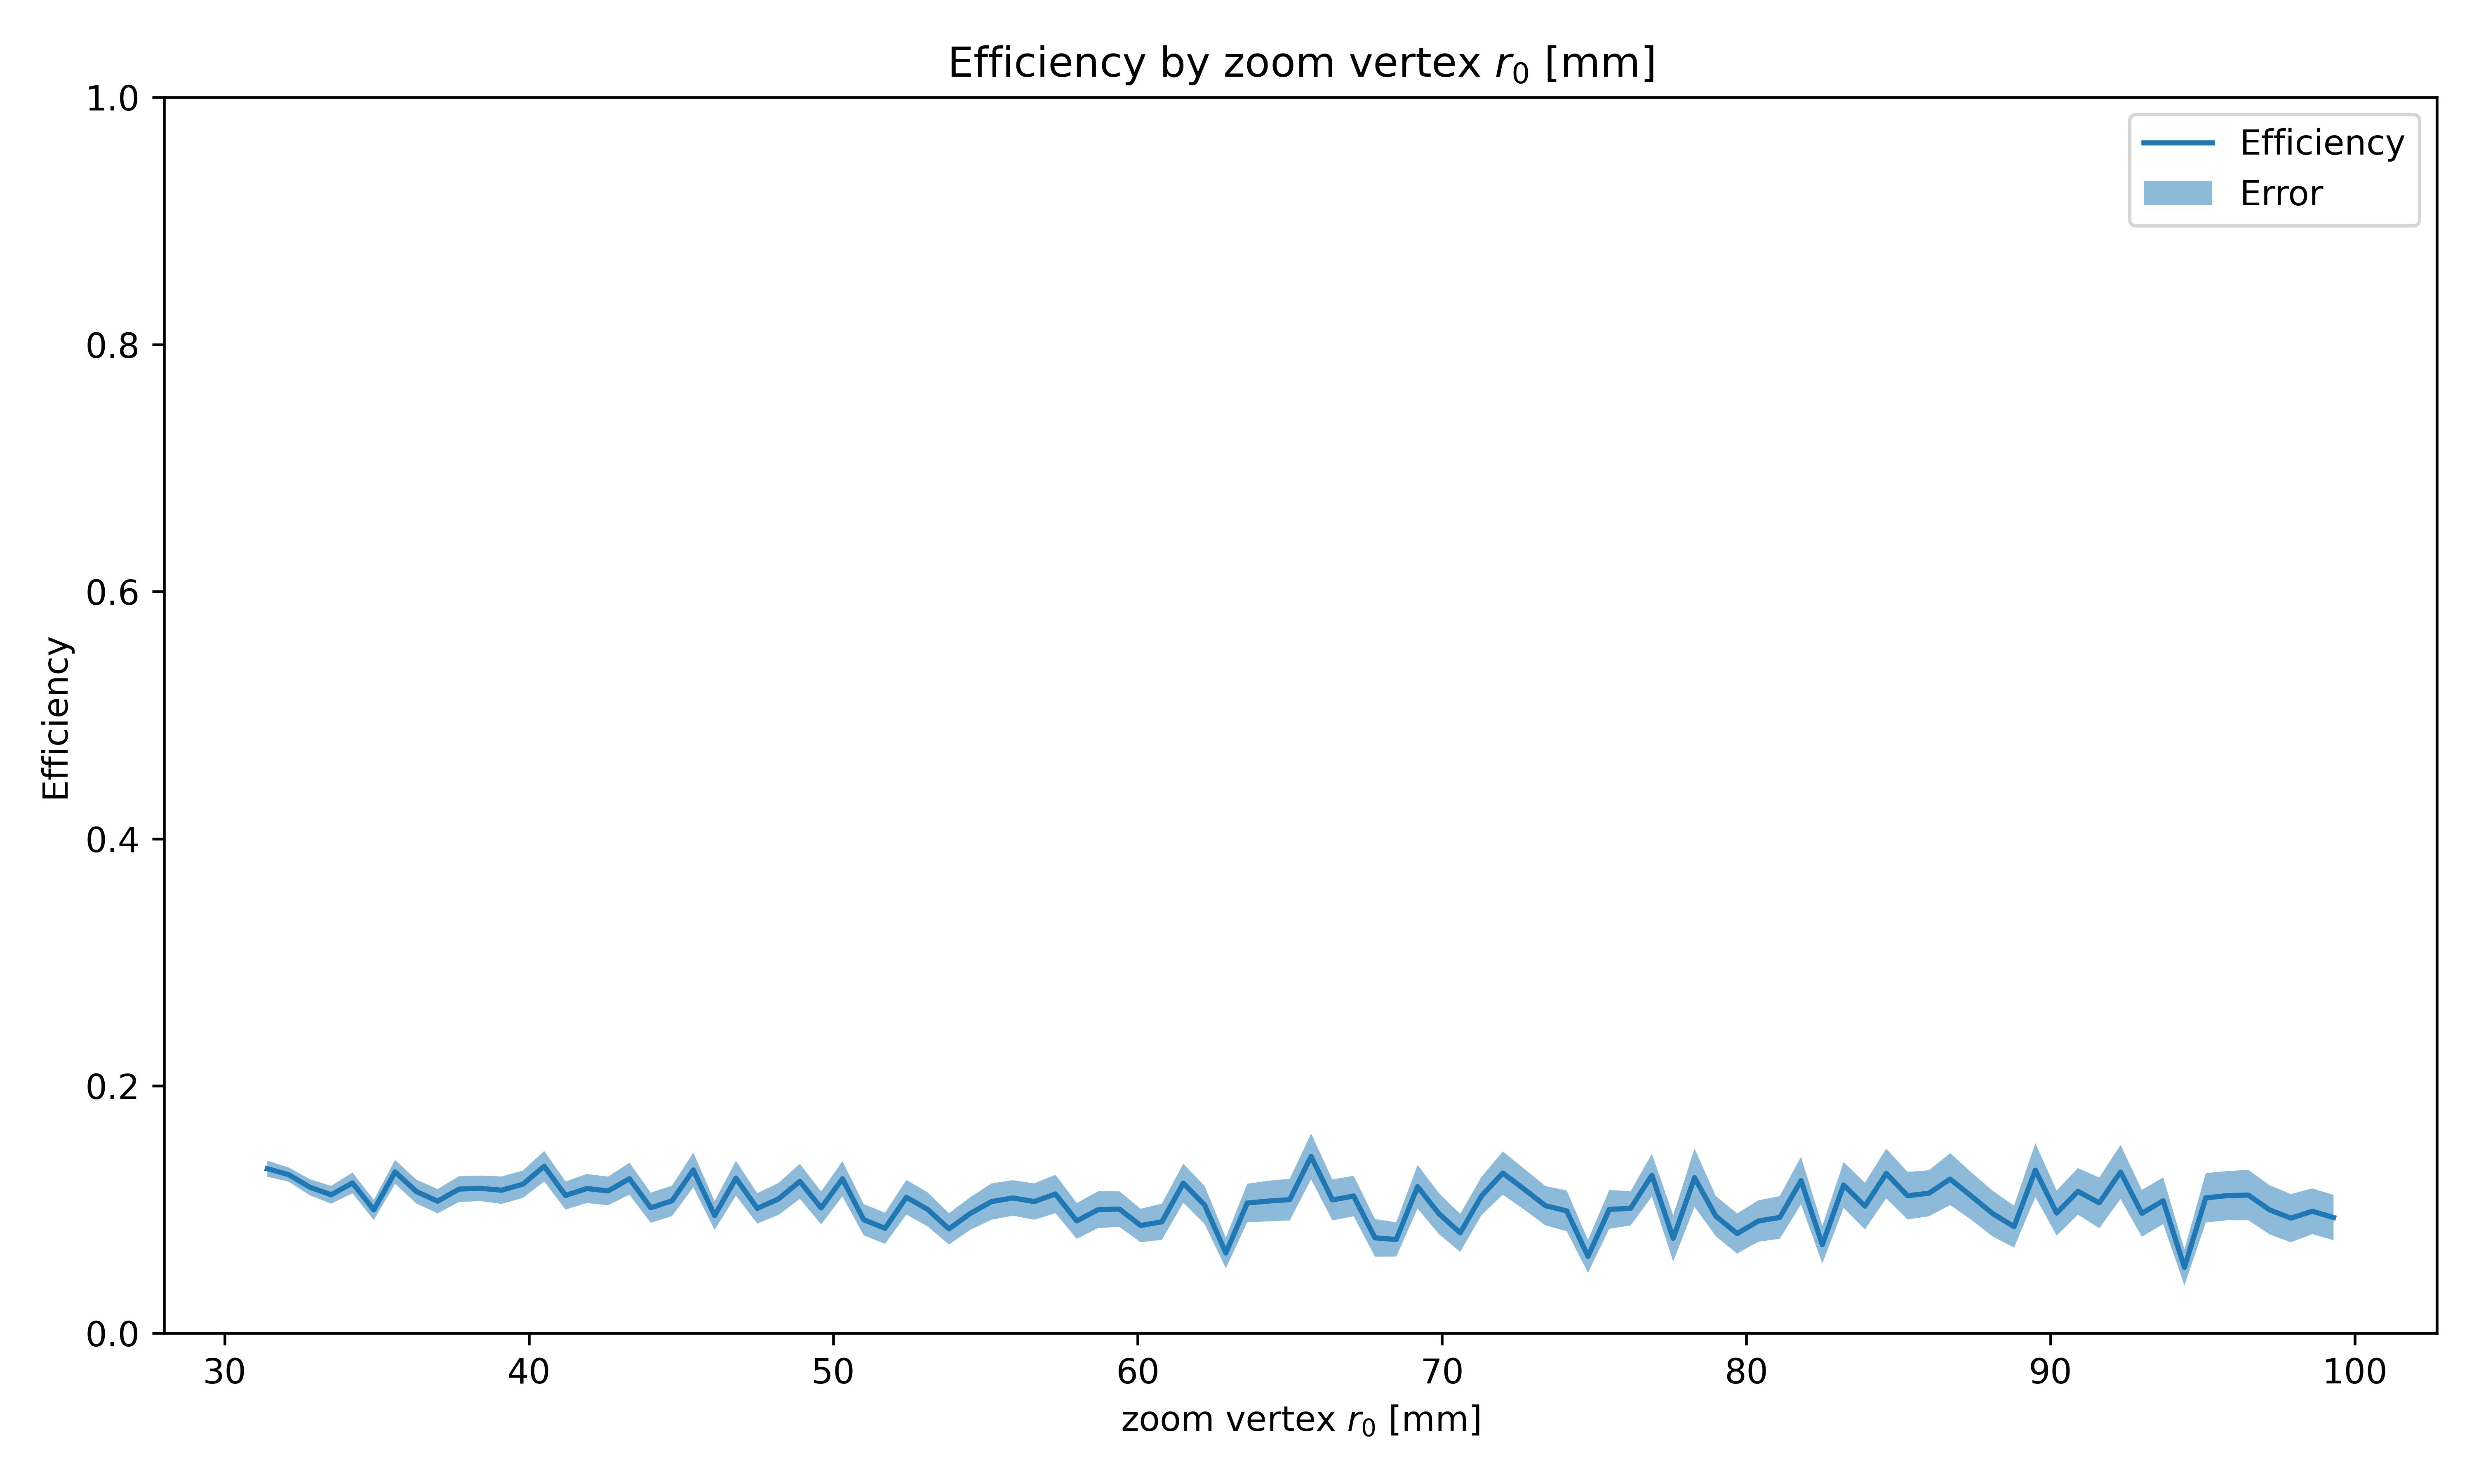 Efficiency by zoom vertex r₀ [mm]
1.0
0.8
0.6
0.4
0.2
0.0
Efficiency
Efficiency
Error
30 40 50 60 70 80 90 100
zoom vertex r₀ [mm]